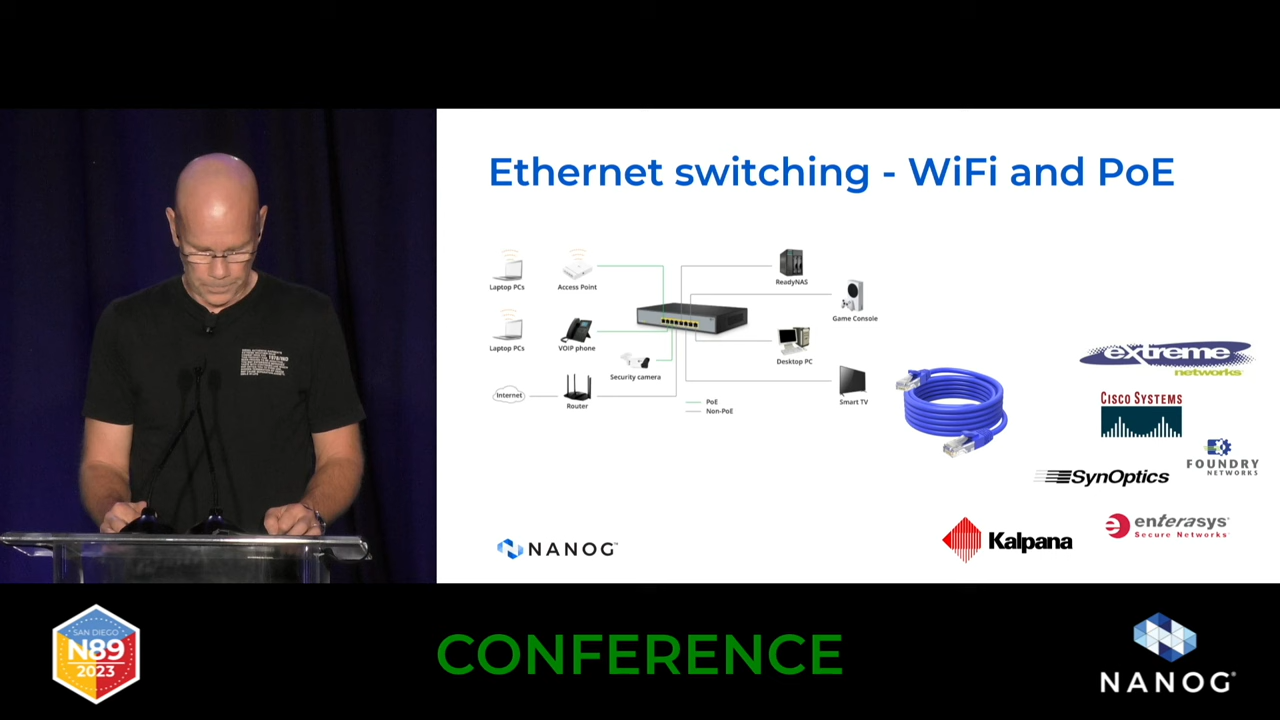 Ethernet switching - WiFi and PoE
Laptop PCs
Access Point
ReadyNAS
Game Console
Laptop PCs
VOIP phone
Desktop PC
Security camera
Internet
Router
Smart TV
PoE
Non-PoE
extreme
networks
CISCO SYSTEMS
FOUNDRY
NETWORKS
SynOptics
enterasys
Secure Networks
Kalpana
NANOG™
SAN DIEGO
N89
2023
CONFERENCE
NANOG®